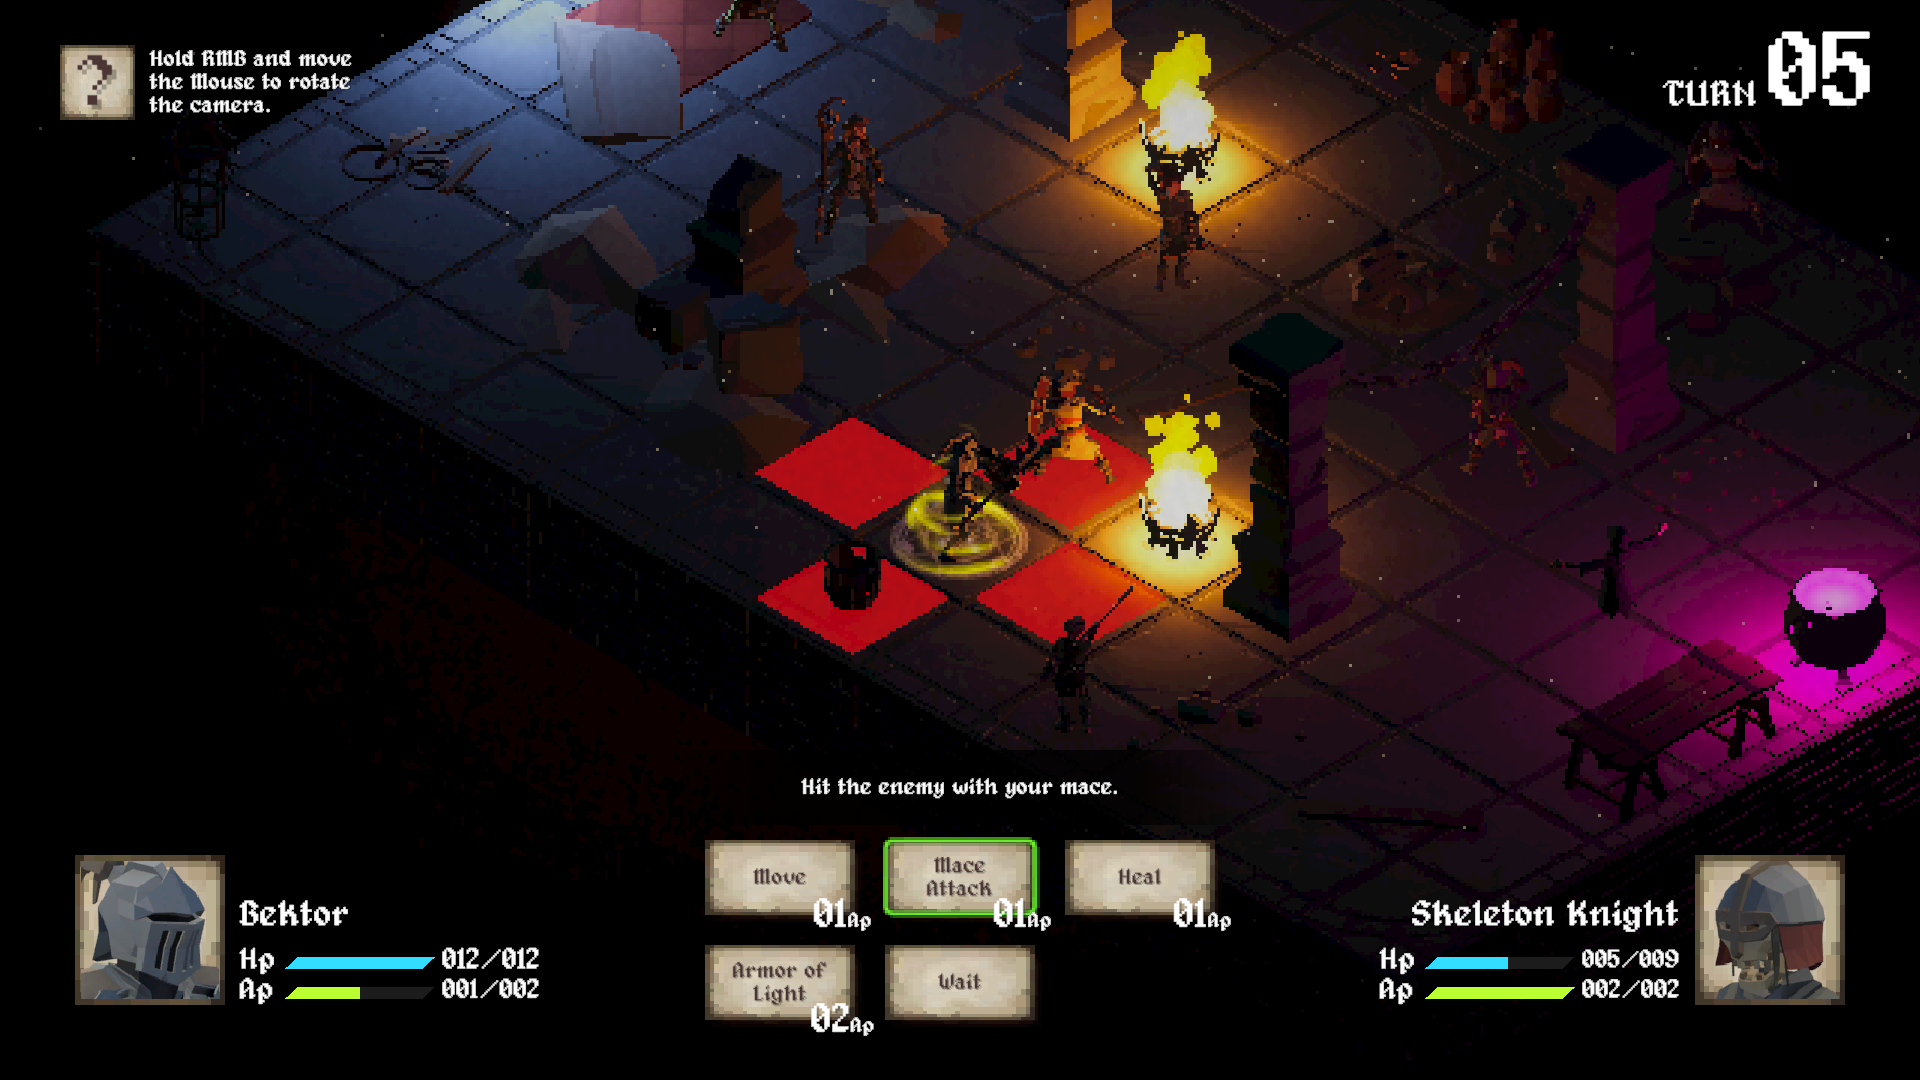 Hold RMB and move
the Mouse to rotate
the camera.
TURN 05
Hit the enemy with your mace.
Move
01Ap
Mace
Attack
01Ap
Heal
01Ap
Armor of
Light
02Ap
Wait
Bektor
Hp 012/012
Ap 001/002
Skeleton Knight
Hp 005/009
Ap 002/002